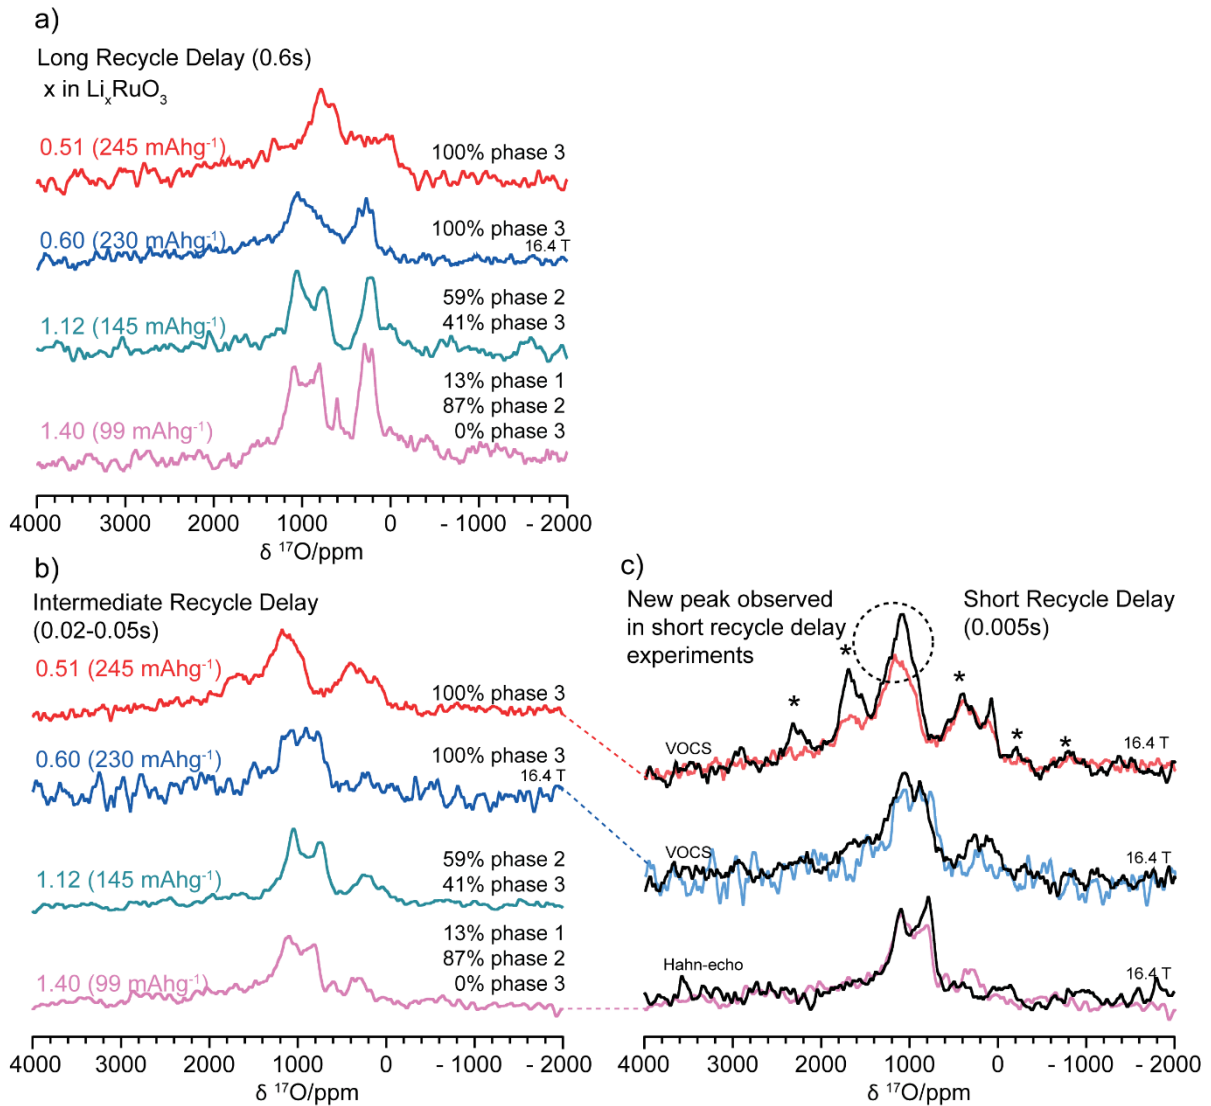 a)
Long Recycle Delay (0.6s)
x in LiₓRuO₃
0.51 (245 mAhg⁻¹)
100% phase 3
0.60 (230 mAhg⁻¹)
100% phase 3
16.4 T
1.12 (145 mAhg⁻¹)
59% phase 2
41% phase 3
1.40 (99 mAhg⁻¹)
13% phase 1
87% phase 2
0% phase 3
4000 3000 2000 1000 0 - 1000 - 2000
δ ¹⁷O/ppm
b)
Intermediate Recycle Delay
(0.02-0.05s)
0.51 (245 mAhg⁻¹)
100% phase 3
0.60 (230 mAhg⁻¹)
100% phase 3
16.4 T
1.12 (145 mAhg⁻¹)
59% phase 2
41% phase 3
1.40 (99 mAhg⁻¹)
13% phase 1
87% phase 2
0% phase 3
4000 3000 2000 1000 0 - 1000 - 2000
δ ¹⁷O/ppm
c)
New peak observed
in short recycle delay
experiments
Short Recycle Delay
(0.005s)
* * * * *
VOCS
16.4 T
VOCS
16.4 T
Hahn-echo
16.4 T
4000 3000 2000 1000 0 - 1000 - 2000
δ ¹⁷O/ppm